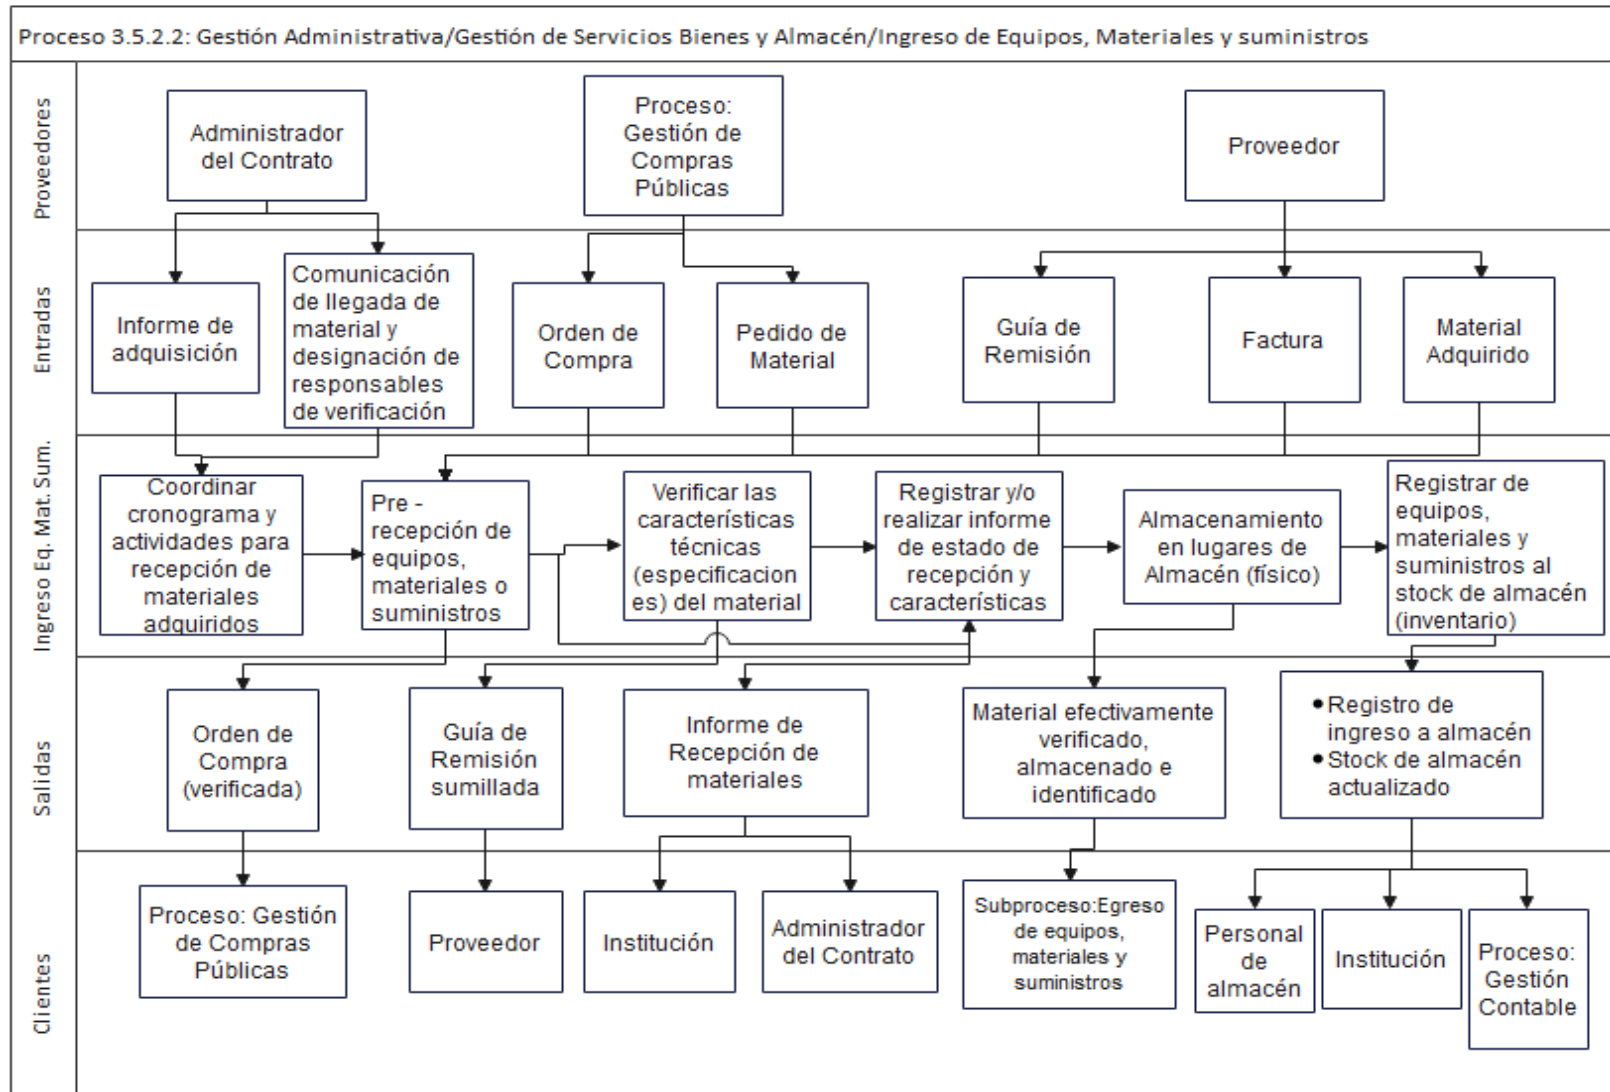 Proceso 3.5.2.2: Gestión Administrativa/Gestión de Servicios Bienes y Almacén/Ingreso de Equipos, Materiales y suministros
Proveedores
Administrador
del Contrato
Proceso:
Gestión de
Compras
Públicas
Proveedor
Entradas
Informe de
adquisición
Comunicación
de llegada de
material y
designación de
responsables
de verificación
Orden de
Compra
Pedido de
Material
Guía de
Remisión
Factura
Material
Adquirido
Ingreso Eq. Mat. Sum.
Coordinar
cronograma y
actividades para
recepción de
materiales
adquiridos
Pre -
recepción de
equipos,
materiales o
suministros
Verificar las
característicás
técnicas
(especificacion
es) del material
Registrar y/o
realizar informe
de estado de
recepción y
características
Almacenamiento
en lugares de
Almacén (físico)
Registrar de
equipos,
materiales y
suministros al
stock de almacén
(inventario)
Salidas
Orden de
Compra
(verificada)
Guía de
Remisión
sumillada
Informe de
Recepción de
materiales
Material efectivamente
verificado,
almacenado e
identificado
• Registro de
ingreso a almacén
• Stock de almacén
actualizado
Clientes
Proceso: Gestión
de Compras
Públicas
Proveedor
Institución
Administrador
del Contrato
Subproceso:Egreso
de equipos,
materiales y
suministros
Personal
de
almacén
Institución
Proceso:
Gestión
Contable